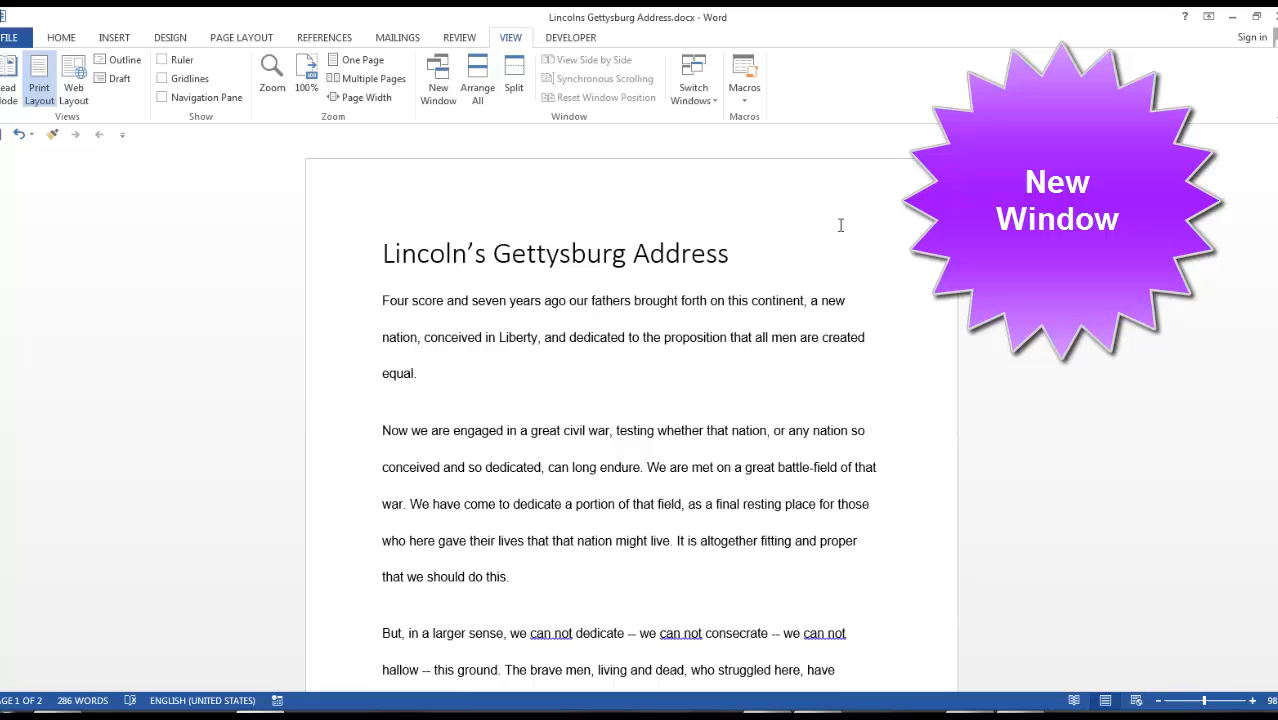 Lincolns Gettysburg Address.docx - Word
?
FILE HOME INSERT DESIGN PAGE LAYOUT REFERENCES MAILINGS REVIEW VIEW DEVELOPER Sign in
Print Layout
Web Layout
Outline
Draft
Views
Ruler
Gridlines
Navigation Pane
Show
Zoom
100%
One Page
Multiple Pages
Page Width
Zoom
New Window
Arrange All
Split
View Side by Side
Synchronous Scrolling
Reset Window Position
Window
Switch Windows
Macros
Macros
New
Window
Lincoln’s Gettysburg Address
Four score and seven years ago our fathers brought forth on this continent, a new
nation, conceived in Liberty, and dedicated to the proposition that all men are created
equal.
Now we are engaged in a great civil war, testing whether that nation, or any nation so
conceived and so dedicated, can long endure. We are met on a great battle-field of that
war. We have come to dedicate a portion of that field, as a final resting place for those
who here gave their lives that that nation might live. It is altogether fitting and proper
that we should do this.
But, in a larger sense, we can not dedicate -- we can not consecrate -- we can not
hallow -- this ground. The brave men, living and dead, who struggled here, have
AGE 1 OF 2 286 WORDS ENGLISH (UNITED STATES) 98